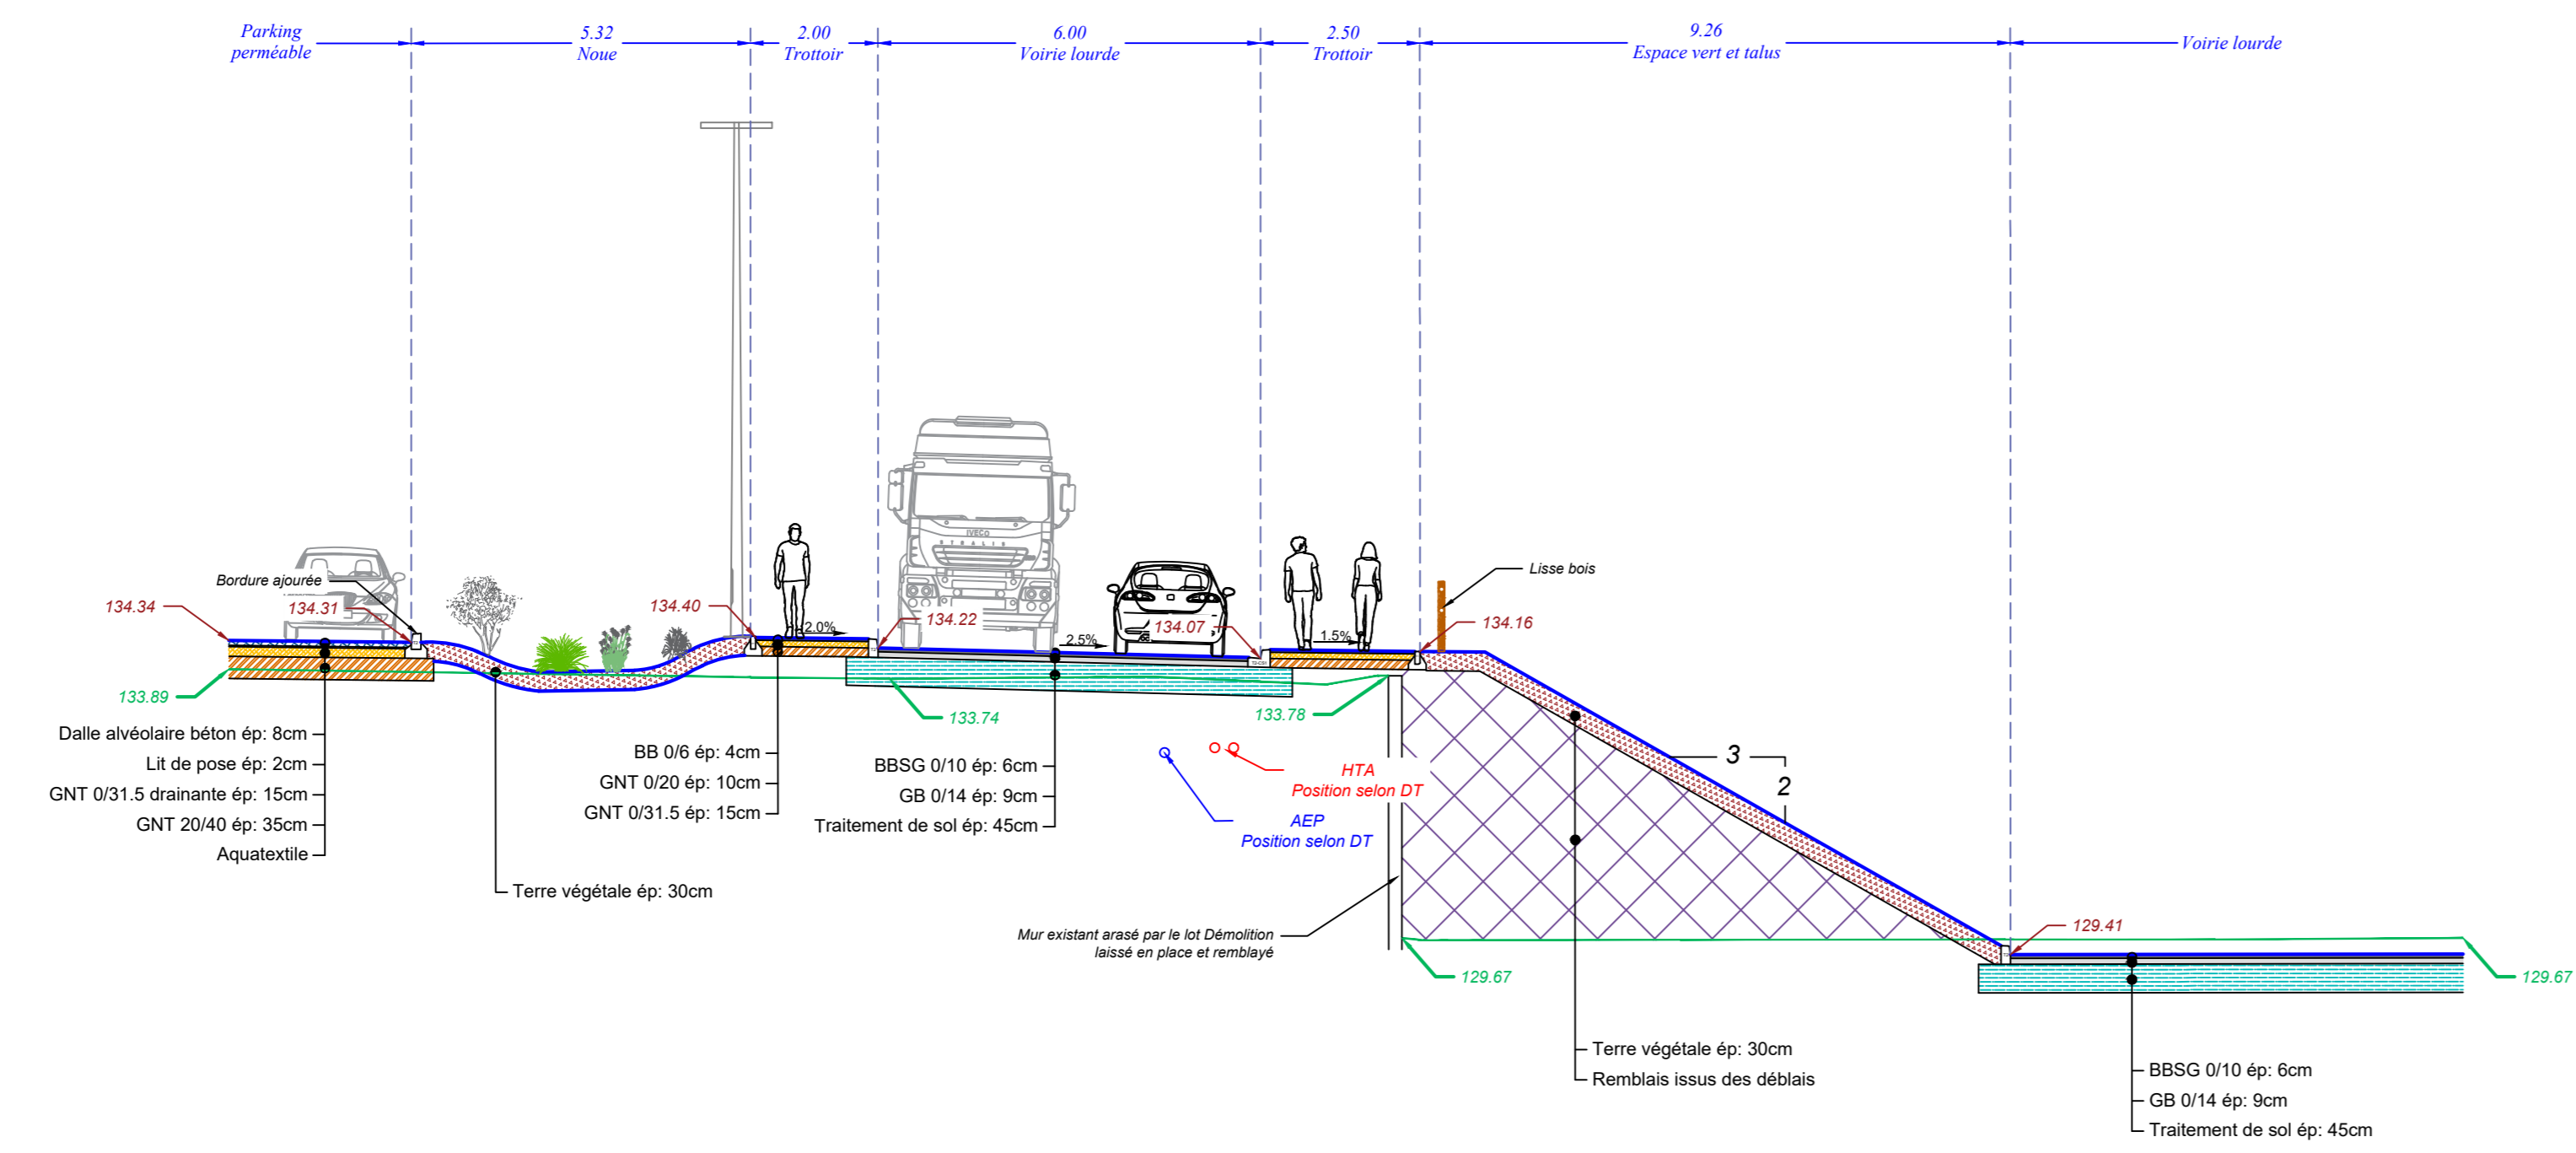 Parking
perméable
5.32
Noue
2.00
Trottoir
6.00
Voirie lourde
2.50
Trottoir
9.26
Espace vert et talus
Voirie lourde
IVECO
STRALIS
Bordure ajourée
Lisse bois
134.34
134.31
134.40
2.0%
134.22
2.5%
134.07
1.5%
134.16
133.89
133.74
133.78
Dalle alvéolaire béton ép: 8cm
Lit de pose ép: 2cm
GNT 0/31.5 drainante ép: 15cm
GNT 20/40 ép: 35cm
Aquatextile
Terre végétale ép: 30cm
BB 0/6 ép: 4cm
GNT 0/20 ép: 10cm
GNT 0/31.5 ép: 15cm
BBSG 0/10 ép: 6cm
GB 0/14 ép: 9cm
Traitement de sol ép: 45cm
HTA
Position selon DT
AEP
Position selon DT
3
2
Mur existant arasé par le lot Démolition
laissé en place et remblayé
129.67
129.41
129.67
Terre végétale ép: 30cm
Remblais issus des déblais
BBSG 0/10 ép: 6cm
GB 0/14 ép: 9cm
Traitement de sol ép: 45cm